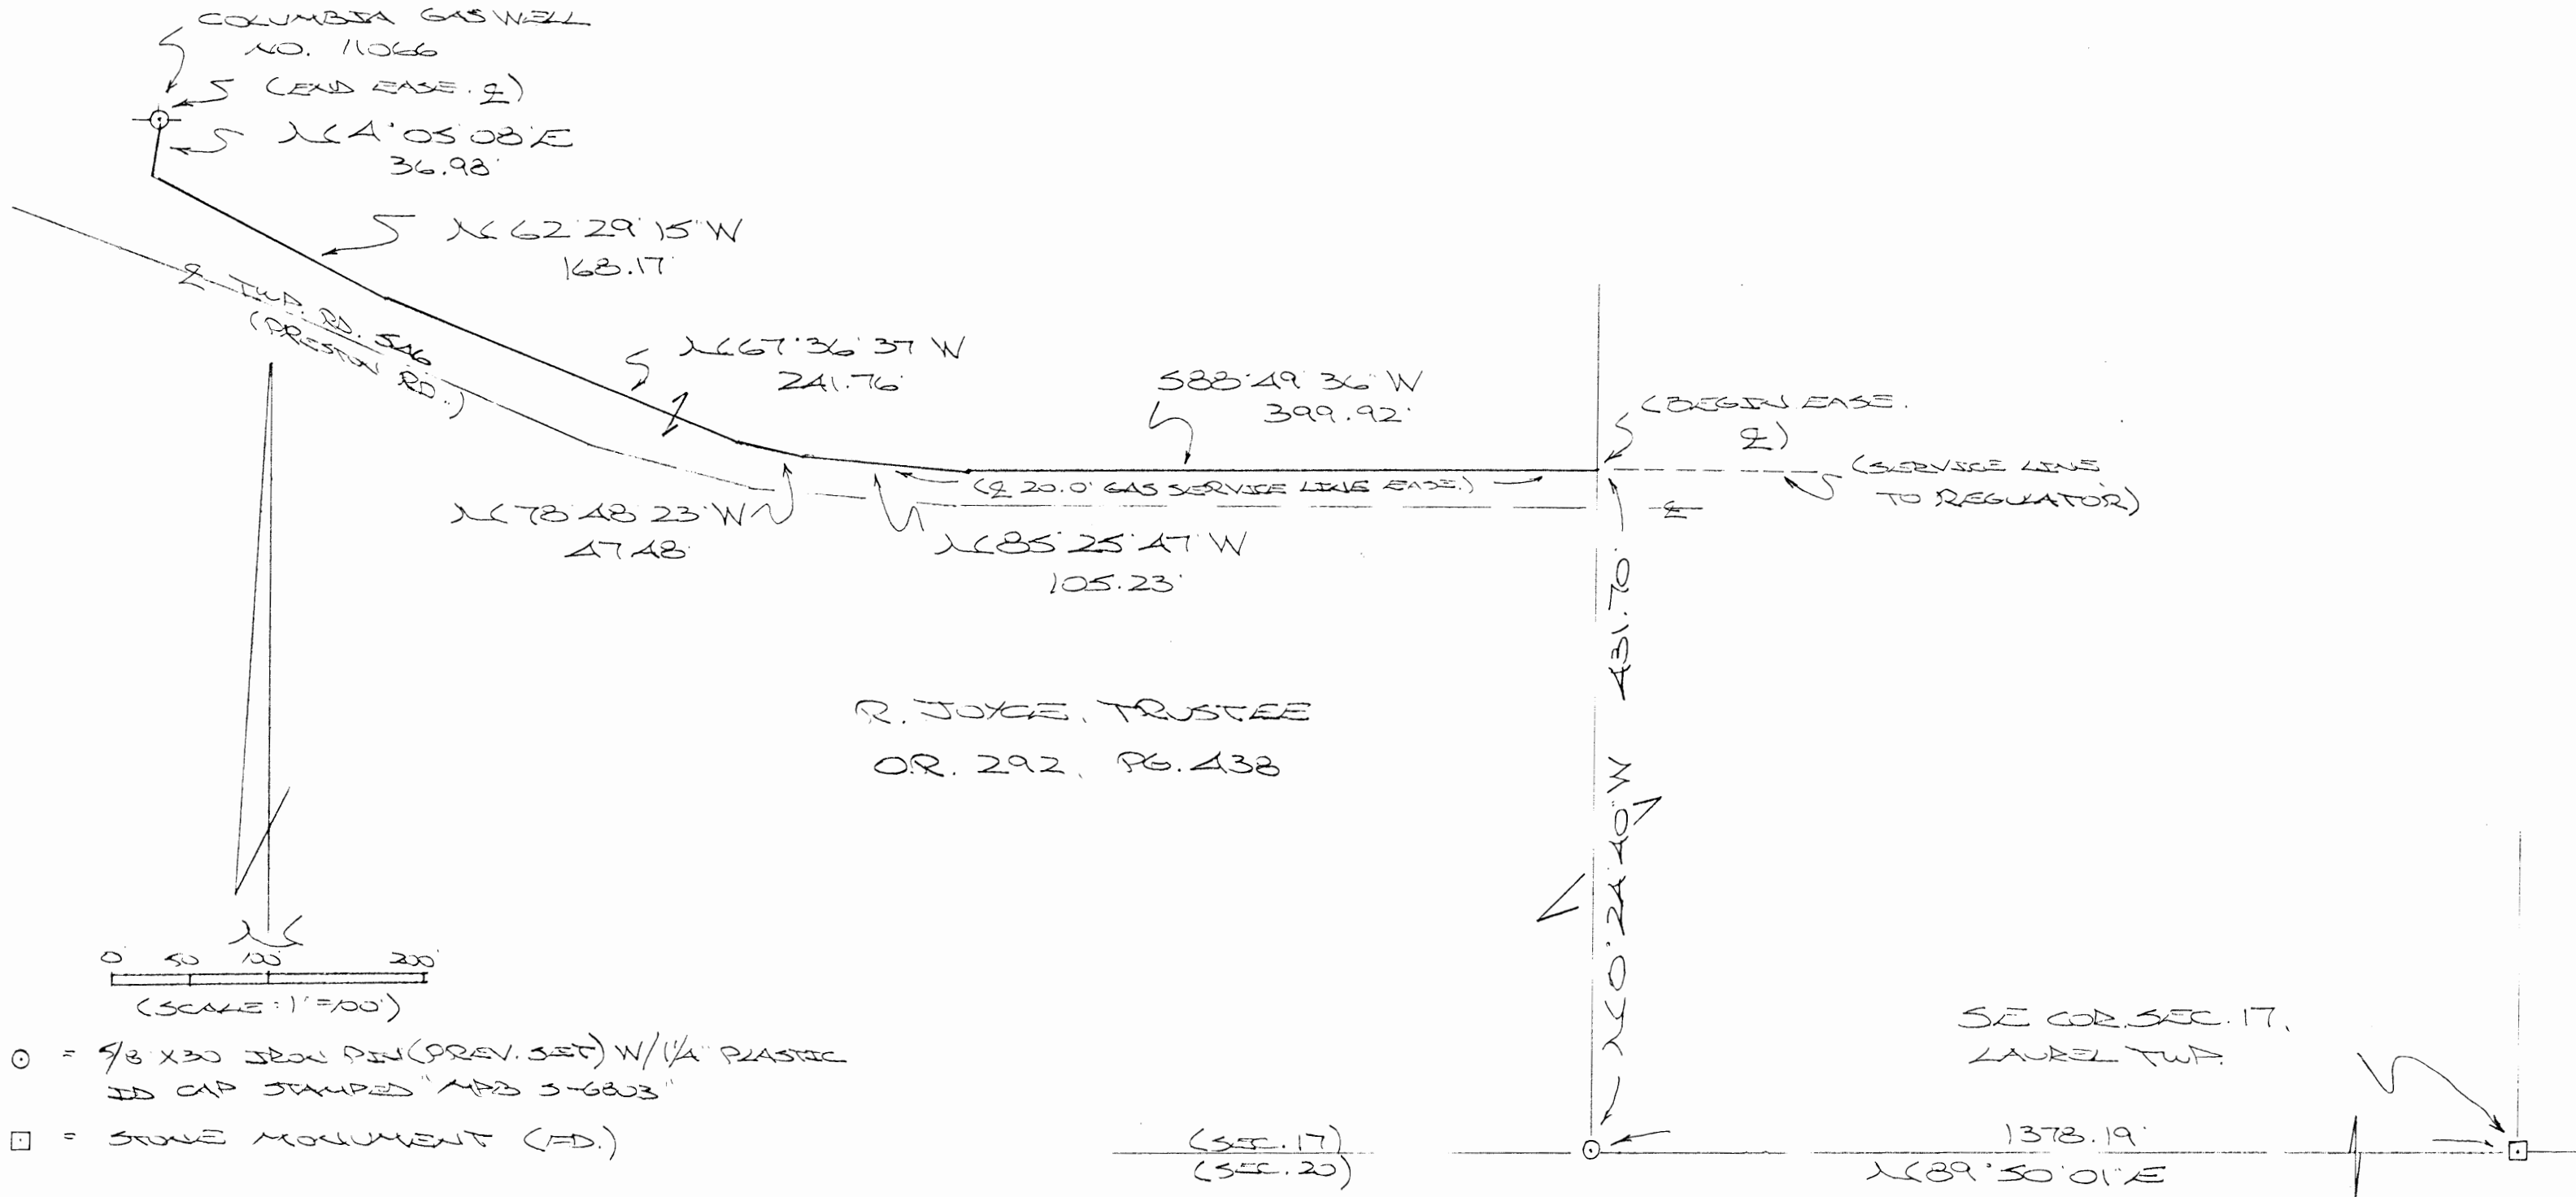 COLUMBIA GAS WELL
NO. 11066
(END EASE. ℄)
N 4° 05' 08" E
36.98'
N 62° 29' 15" W
168.17'
℄ TWP. RD. 546
(PRESTON RD.)
N 67° 36' 37" W
241.76'
S 88° 49' 36" W
399.92'
(BEGIN EASE.
℄)
(SERVICE LINE
TO REGULATOR)
(℄ 20.0' GAS SERVICE LINE EASE.)
℄
N 78° 48' 23" W
47.48'
N 85° 25' 47" W
105.23'
N 0° 24' 40" W 431.70'
R. JOYCE, TRUSTEE
O.R. 292, PG. 438
N
0' 50' 100' 200'
(SCALE: 1" = 100')
= 5/8" X 30" IRON PIN (PREV. SET) W/ 1 1/4" PLASTIC
ID CAP STAMPED "MPB S-6803"
= STONE MONUMENT (FD.)
SE COR. SEC. 17,
LAUREL TWP.
(SEC. 17)
(SEC. 20)
1378.19'
N 89° 50' 01" E